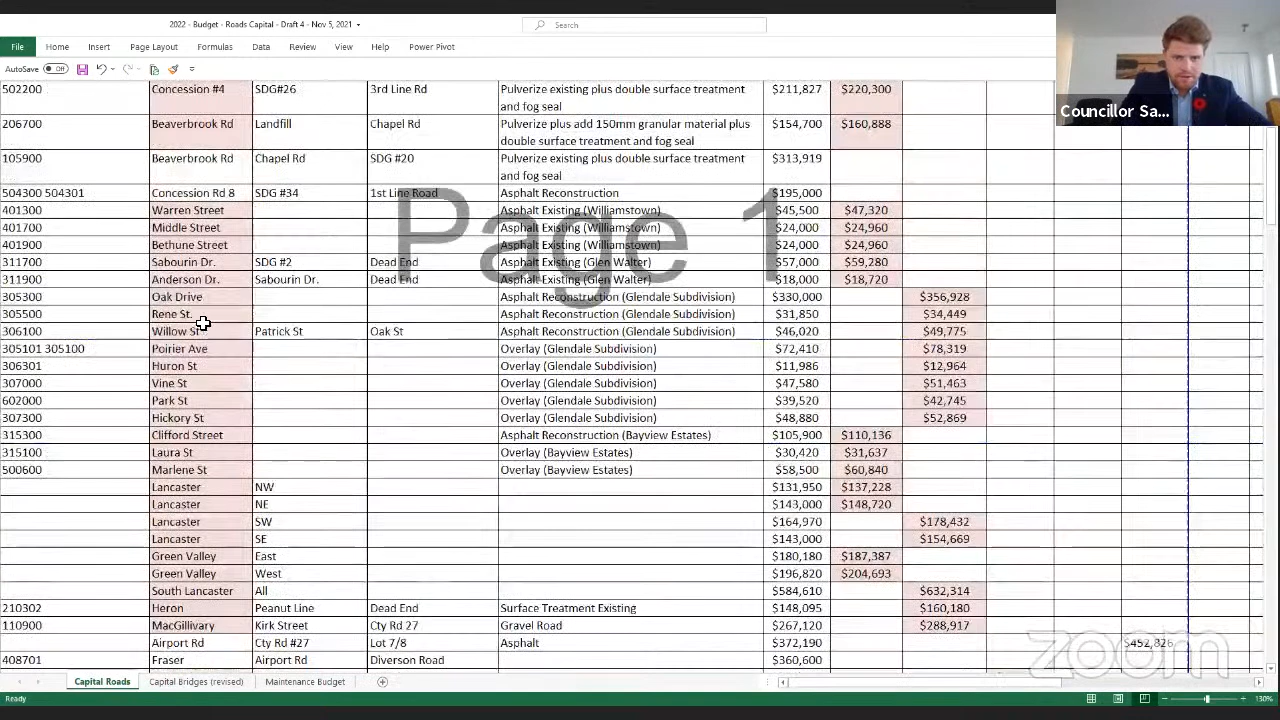 2022 - Budget - Roads Capital - Draft 4 - Nov 5, 2021
Search
File Home Insert Page Layout Formulas Data Review View Help Power Pivot
AutoSave Off
Councillor Sa...
502200 Concession #4 SDG#26 3rd Line Rd Pulverize existing plus double surface treatment and fog seal $211,827 $220,300
206700 Beaverbrook Rd Landfill Chapel Rd Pulverize plus add 150mm granular material plus double surface treatment and fog seal $154,700 $160,888
105900 Beaverbrook Rd Chapel Rd SDG #20 Pulverize existing plus double surface treatment and fog seal $313,919
504300 504301 Concession Rd 8 SDG #34 1st Line Road Asphalt Reconstruction $195,000
401300 Warren Street Asphalt Existing (Williamstown) $45,500 $47,320
401700 Middle Street Asphalt Existing (Williamstown) $24,000 $24,960
401900 Bethune Street Asphalt Existing (Williamstown) $24,000 $24,960
311700 Sabourin Dr. SDG #2 Dead End Asphalt Existing (Glen Walter) $57,000 $59,280
311900 Anderson Dr. Sabourin Dr. Dead End Asphalt Existing (Glen Walter) $18,000 $18,720
305300 Oak Drive Asphalt Reconstruction (Glendale Subdivision) $330,000 $356,928
305500 Rene St. Asphalt Reconstruction (Glendale Subdivision) $31,850 $34,449
306100 Willow St Patrick St Oak St Asphalt Reconstruction (Glendale Subdivision) $46,020 $49,775
305101 305100 Poirier Ave Overlay (Glendale Subdivision) $72,410 $78,319
306301 Huron St Overlay (Glendale Subdivision) $11,986 $12,964
307000 Vine St Overlay (Glendale Subdivision) $47,580 $51,463
602000 Park St Overlay (Glendale Subdivision) $39,520 $42,745
307300 Hickory St Overlay (Glendale Subdivision) $48,880 $52,869
315300 Clifford Street Asphalt Reconstruction (Bayview Estates) $105,900 $110,136
315100 Laura St Overlay (Bayview Estates) $30,420 $31,637
500600 Marlene St Overlay (Bayview Estates) $58,500 $60,840
Lancaster NW $131,950 $137,228
Lancaster NE $143,000 $148,720
Lancaster SW $164,970 $178,432
Lancaster SE $143,000 $154,669
Green Valley East $180,180 $187,387
Green Valley West $196,820 $204,693
South Lancaster All $584,610 $632,314
210302 Heron Peanut Line Dead End Surface Treatment Existing $148,095 $160,180
110900 MacGillivary Kirk Street Cty Rd 27 Gravel Road $267,120 $288,917
Airport Rd Cty Rd #27 Lot 7/8 Asphalt $372,190 $452,826
408701 Fraser Airport Rd Diverson Road $360,600
Page 1
zoom
Capital Roads Capital Bridges (revised) Maintenance Budget
Ready 130%